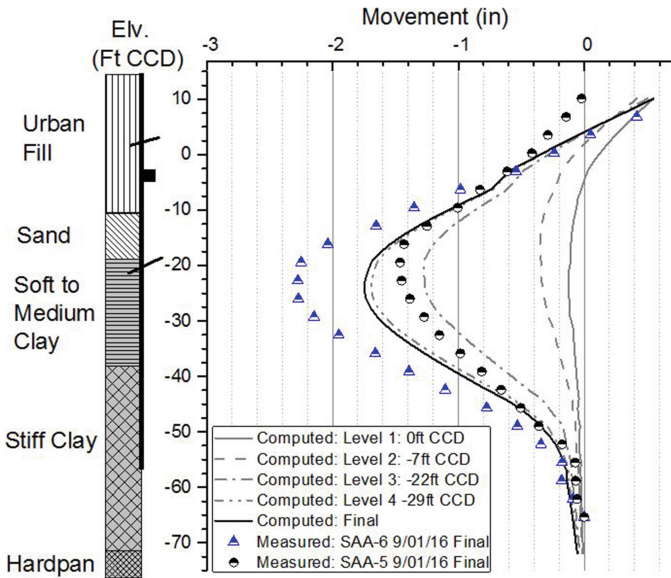 Movement (in)
Elv.
(Ft CCD)
-3 -2 -1 0
10
0
-10
-20
-30
-40
-50
-60
-70
Urban
Fill
Sand
Soft to
Medium
Clay
Stiff Clay
Hardpan
Computed: Level 1: 0ft CCD
Computed: Level 2: -7ft CCD
Computed: Level 3: -22ft CCD
Computed: Level 4 -29ft CCD
Computed: Final
Measured: SAA-6 9/01/16 Final
Measured: SAA-5 9/01/16 Final